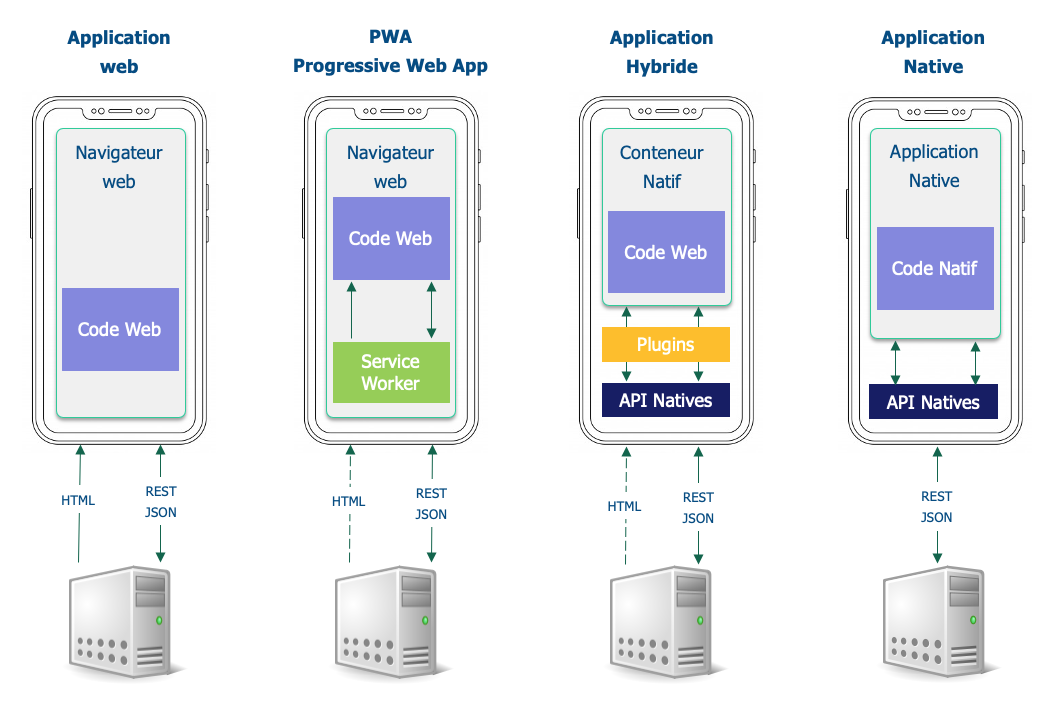 Application
web
Navigateur
web
Code Web
HTML
REST
JSON
PWA
Progressive Web App
Navigateur
web
Code Web
Service
Worker
HTML
REST
JSON
Application
Hybride
Conteneur
Natif
Code Web
Plugins
API Natives
HTML
REST
JSON
Application
Native
Application
Native
Code Natif
API Natives
REST
JSON